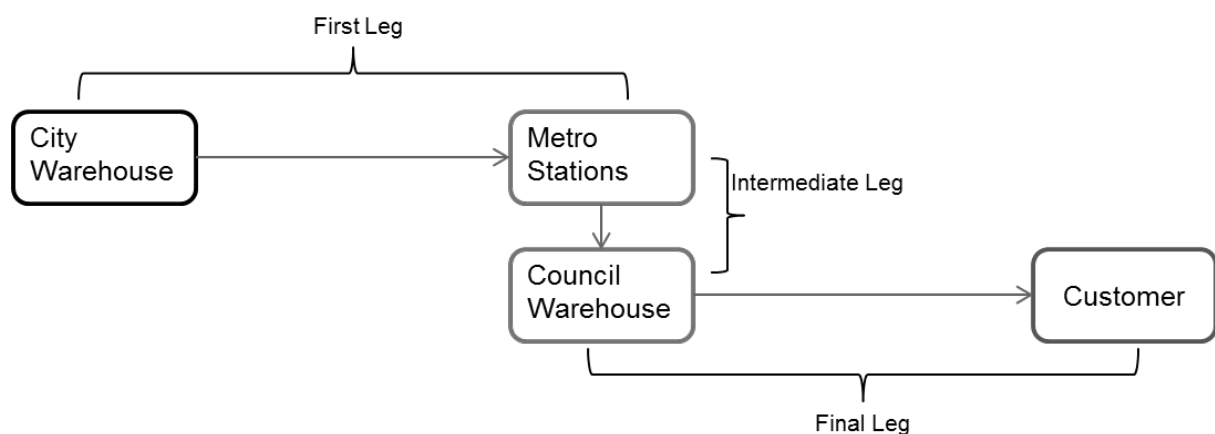 First Leg
City
Warehouse
Metro
Stations
Intermediate Leg
Council
Warehouse
Customer
Final Leg